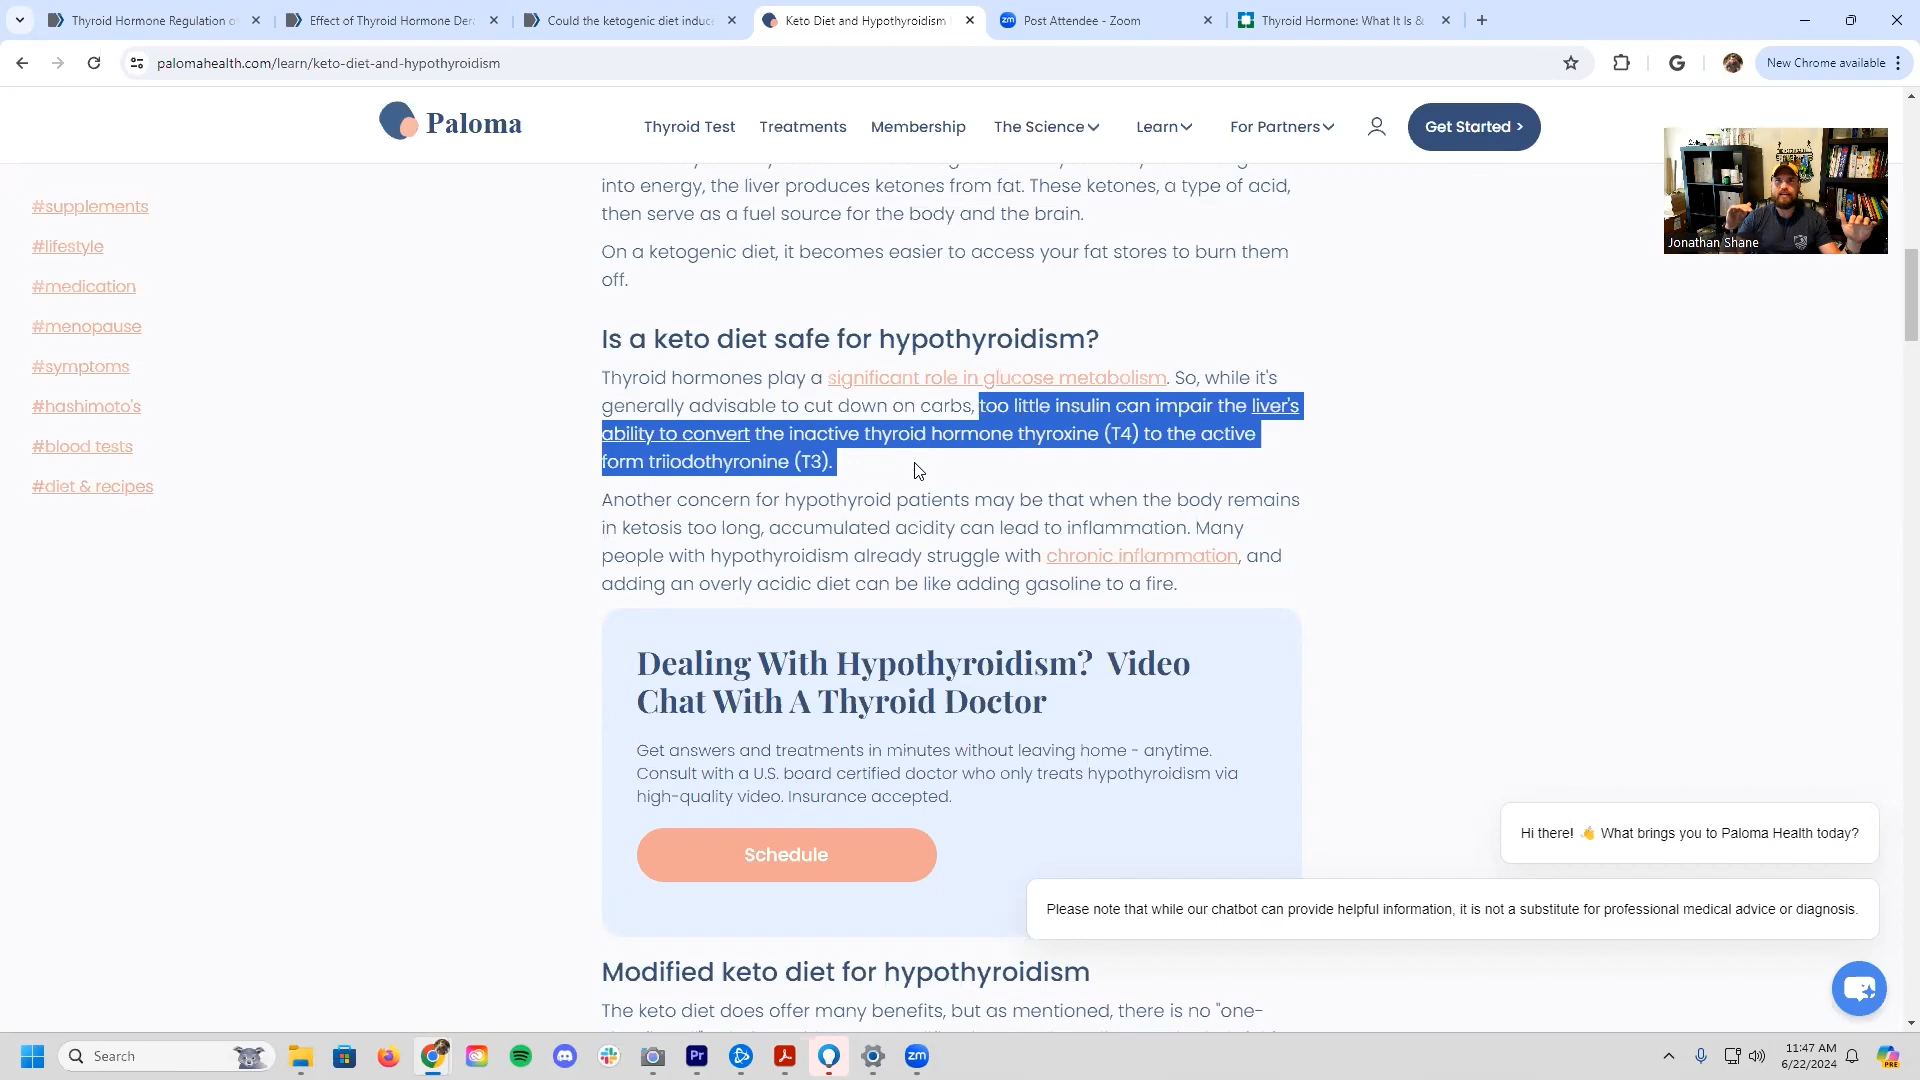 Thyroid Hormone Regulation o
Effect of Thyroid Hormone Der
Could the ketogenic diet induc
Keto Diet and Hypothyroidism
Post Attendee - Zoom
Thyroid Hormone: What It Is &
palomahealth.com/learn/keto-diet-and-hypothyroidism
New Chrome available
Paloma
Thyroid Test
Treatments
Membership
The Science
Learn
For Partners
Get Started >
Jonathan Shane
#supplements
#lifestyle
#medication
#menopause
#symptoms
#hashimoto's
#blood tests
#diet & recipes
into energy, the liver produces ketones from fat. These ketones, a type of acid,
then serve as a fuel source for the body and the brain.
On a ketogenic diet, it becomes easier to access your fat stores to burn them
off.
Is a keto diet safe for hypothyroidism?
Thyroid hormones play a significant role in glucose metabolism. So, while it's
generally advisable to cut down on carbs, too little insulin can impair the liver's
ability to convert the inactive thyroid hormone thyroxine (T4) to the active
form triiodothyronine (T3).
Another concern for hypothyroid patients may be that when the body remains
in ketosis too long, accumulated acidity can lead to inflammation. Many
people with hypothyroidism already struggle with chronic inflammation, and
adding an overly acidic diet can be like adding gasoline to a fire.
Dealing With Hypothyroidism? Video
Chat With A Thyroid Doctor
Get answers and treatments in minutes without leaving home - anytime.
Consult with a U.S. board certified doctor who only treats hypothyroidism via
high-quality video. Insurance accepted.
Schedule
Hi there! 👋 What brings you to Paloma Health today?
Please note that while our chatbot can provide helpful information, it is not a substitute for professional medical advice or diagnosis.
Modified keto diet for hypothyroidism
The keto diet does offer many benefits, but as mentioned, there is no "one-
Search
11:47 AM
6/22/2024